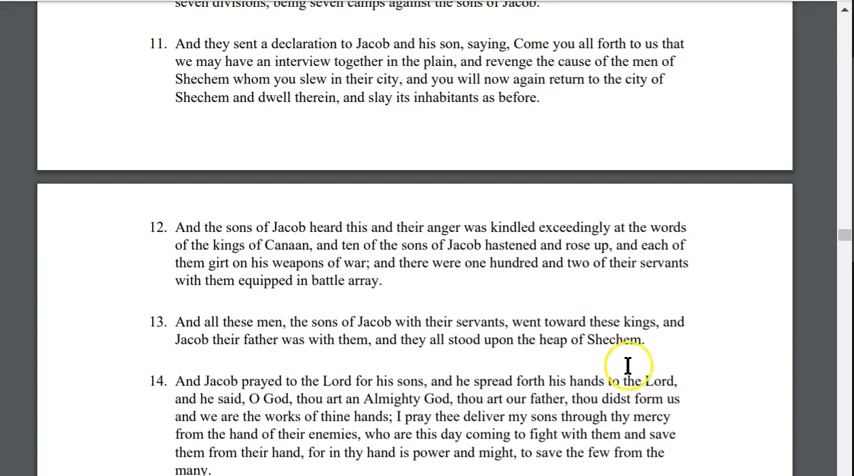 seven divisions, being seven camps against the sons of Jacob.
11. And they sent a declaration to Jacob and his son, saying, Come you all forth to us that
we may have an interview together in the plain, and revenge the cause of the men of
Shechem whom you slew in their city, and you will now again return to the city of
Shechem and dwell therein, and slay its inhabitants as before.
12. And the sons of Jacob heard this and their anger was kindled exceedingly at the words
of the kings of Canaan, and ten of the sons of Jacob hastened and rose up, and each of
them girt on his weapons of war; and there were one hundred and two of their servants
with them equipped in battle array.
13. And all these men, the sons of Jacob with their servants, went toward these kings, and
Jacob their father was with them, and they all stood upon the heap of Shechem.
14. And Jacob prayed to the Lord for his sons, and he spread forth his hands to the Lord,
and he said, O God, thou art an Almighty God, thou art our father, thou didst form us
and we are the works of thine hands; I pray thee deliver my sons through thy mercy
from the hand of their enemies, who are this day coming to fight with them and save
them from their hand, for in thy hand is power and might, to save the few from the
many.